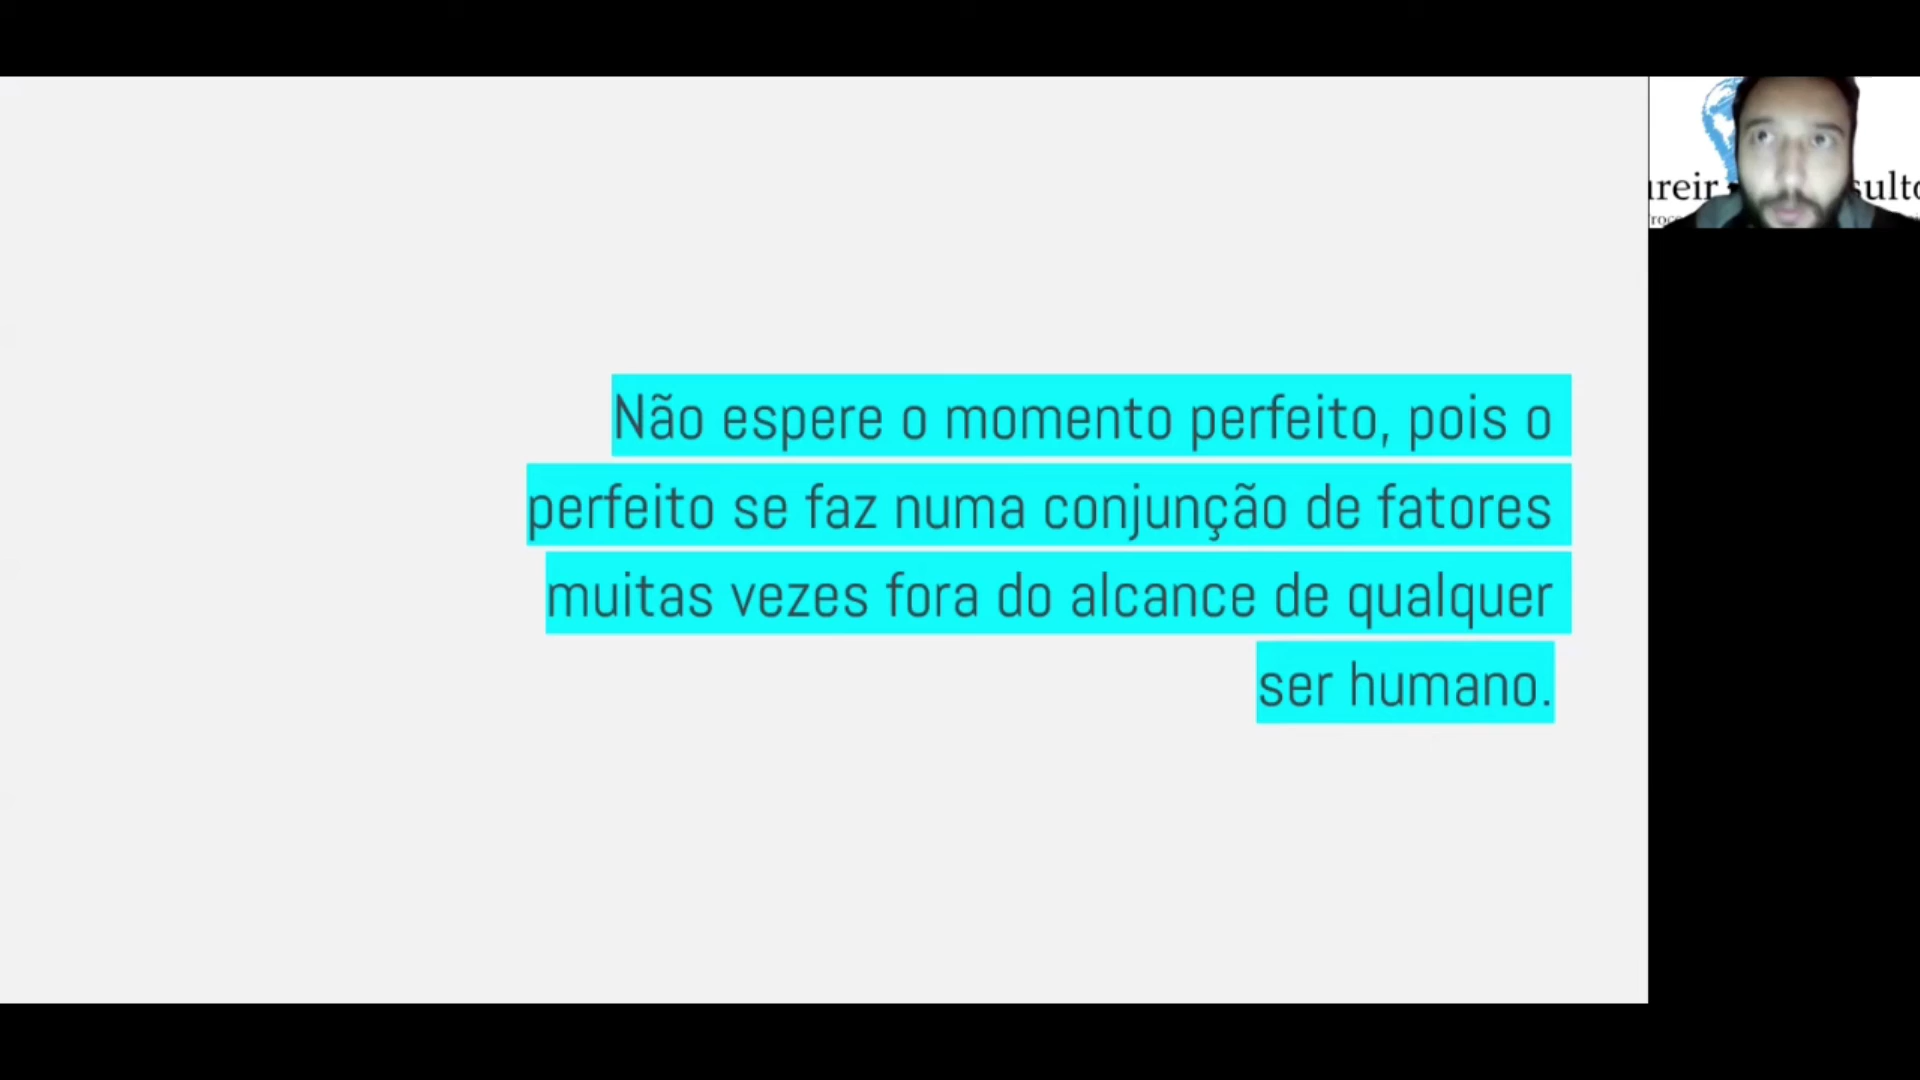 Não espere o momento perfeito, pois o
perfeito se faz numa conjunção de fatores
muitas vezes fora do alcance de qualquer
ser humano.